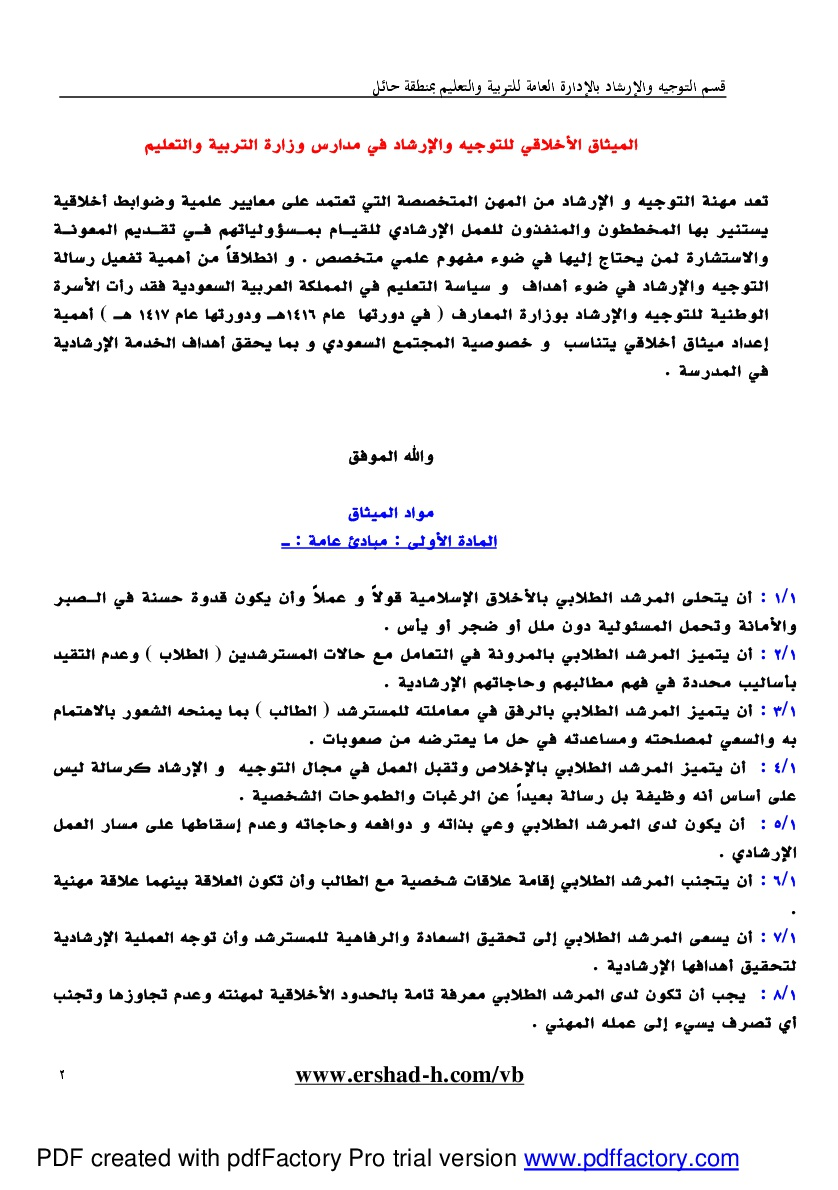 قسم التوجيه والإرشاد بالإدارة العامة للتربية والتعليم بمنطقة حائل
الميثاق الأخلاقي للتوجيه والإرشاد في مدارس وزارة التربية والتعليم
تعد مهنة التوجيه و الإرشاد من المهن المتخصصة التي تعتمد على معايير علمية وضوابط أخلاقية
يستنير بها المخططون والمنفذون للعمل الإرشادي للقيام بمسؤولياتهم في تقديم المعونة
والاستشارة لمن يحتاج إليها في ضوء مفهوم علمي متخصص . و انطلاقاً من أهمية تفعيل رسالة
التوجيه والإرشاد في ضوء أهداف و سياسة التعليم في المملكة العربية السعودية فقد رأت الأسرة
الوطنية للتوجيه والإرشاد بوزارة المعارف ( في دورتها عام ١٤١٦هـ ودورتها عام ١٤١٧ هـ ) أهمية
إعداد ميثاق أخلاقي يتناسب و خصوصية المجتمع السعودي و بما يحقق أهداف الخدمة الإرشادية
في المدرسة .
والله الموفق
مواد الميثاق
المادة الأولى : مبادئ عامة : ـ
١/١ : أن يتحلى المرشد الطلابي بالأخلاق الإسلامية قولاً و عملاً وأن يكون قدوة حسنة في الصبر
والأمانة وتحمل المسئولية دون ملل أو ضجر أو يأس .
٢/١ : أن يتميز المرشد الطلابي بالمرونة في التعامل مع حالات المسترشدين ( الطلاب ) وعدم التقيد
بأساليب محددة في فهم مطالبهم وحاجاتهم الإرشادية .
٣/١ : أن يتميز المرشد الطلابي بالرفق في معاملته للمسترشد ( الطالب ) بما يمنحه الشعور بالاهتمام
به والسعي لمصلحته ومساعدته في حل ما يعترضه من صعوبات .
٤/١ : أن يتميز المرشد الطلابي بالإخلاص وتقبل العمل في مجال التوجيه و الإرشاد كرسالة ليس
على أساس أنه وظيفة بل رسالة بعيداً عن الرغبات والطموحات الشخصية .
٥/١ : أن يكون لدى المرشد الطلابي وعي بذاته و دوافعه وحاجاته وعدم إسقاطها على مسار العمل
الإرشادي .
٦/١ : أن يتجنب المرشد الطلابي إقامة علاقات شخصية مع الطالب وأن تكون العلاقة بينهما علاقة مهنية
.
٧/١ : أن يسعى المرشد الطلابي إلى تحقيق السعادة والرفاهية للمسترشد وأن توجه العملية الإرشادية
لتحقيق أهدافها الإرشادية .
٨/١ : يجب أن تكون لدى المرشد الطلابي معرفة تامة بالحدود الأخلاقية لمهنته وعدم تجاوزها وتجنب
أي تصرف يسيء إلى عمله المهني .
www.ershad-h.com/vb
٢
PDF created with pdfFactory Pro trial version www.pdffactory.com